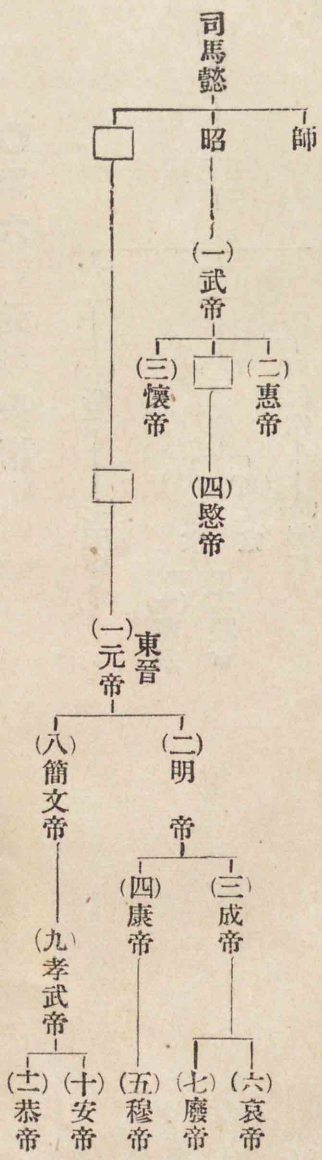 司馬懿
師
昭
(一)武帝
(二)惠帝
(三)懷帝
(四)愍帝
東晉
(一)元帝
(二)明帝
(八)簡文帝
(三)成帝
(四)康帝
(九)孝武帝
(六)哀帝
(七)廢帝
(五)穆帝
(十)安帝
(十一)恭帝